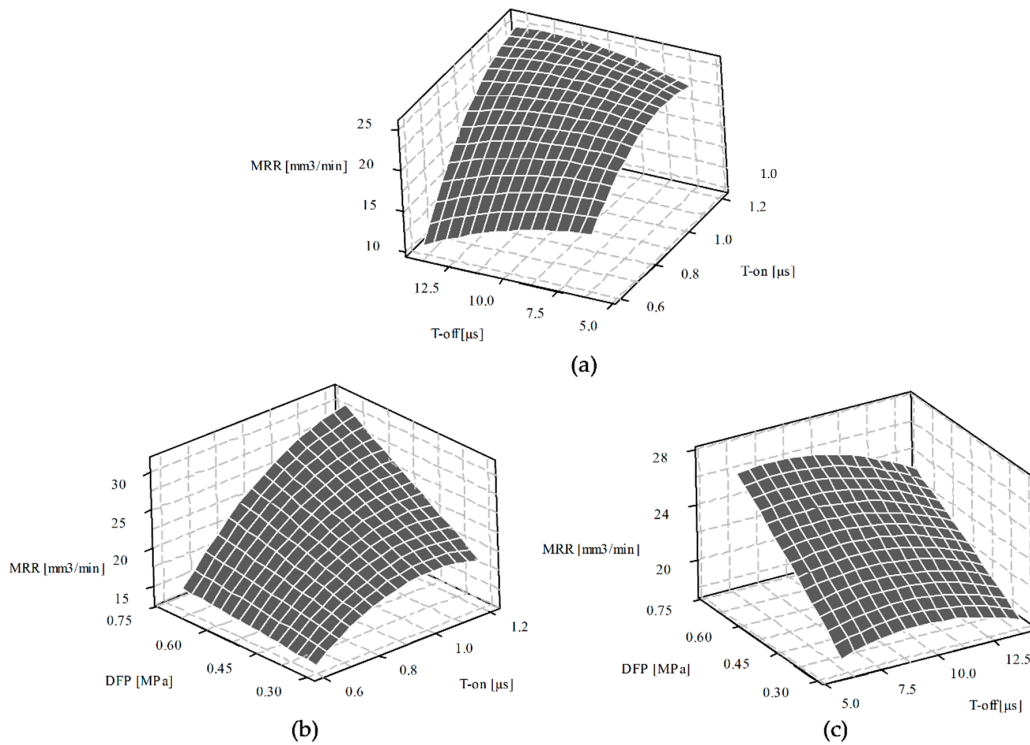 25
MRR [mm3/min] 20
15
10
1.0
1.2
1.0
0.8
0.6
T-on [µs]
12.5
10.0
7.5
5.0
T-off[µs]
(a)
30
25
20
MRR [mm3/min]
15
0.75
0.60
0.45
0.30
DFP [MPa]
1.2
1.0
0.8
0.6
T-on [µs]
(b)
28
24
MRR [mm3/min]
20
0.75
0.60
0.45
0.30
DFP [MPa]
12.5
10.0
7.5
5.0
T-off[µs]
(c)